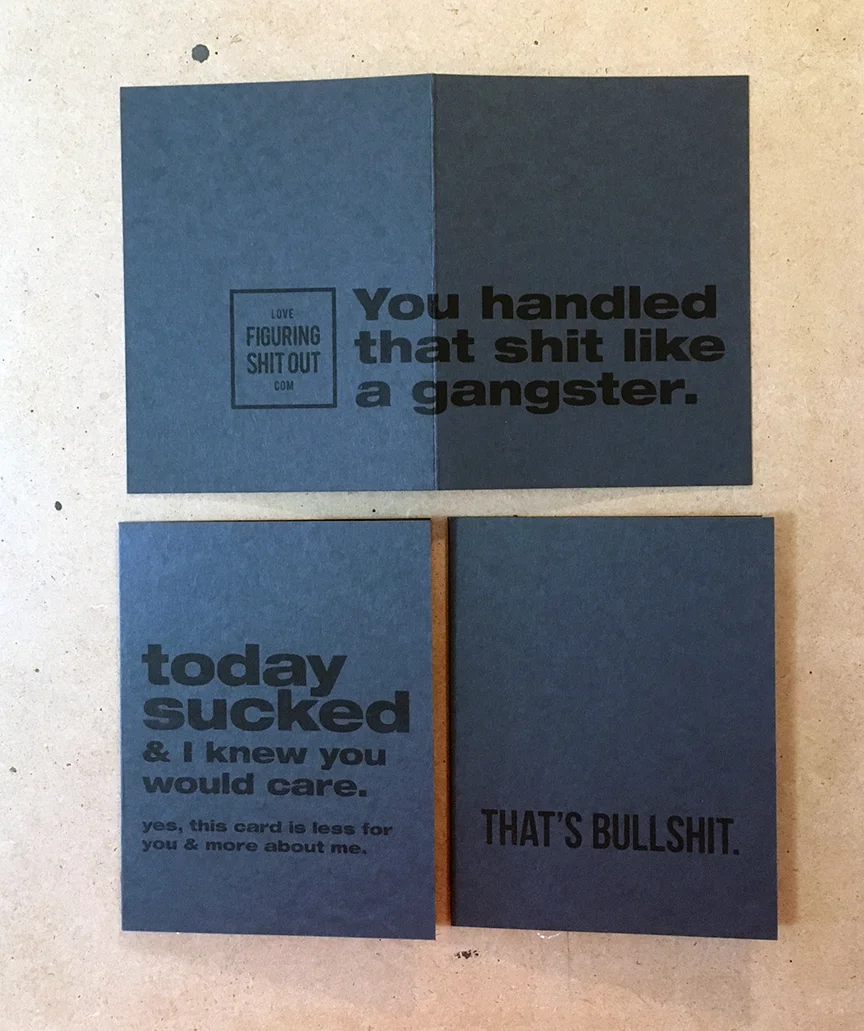 LOVE
FIGURING
SHIT OUT
COM
You handled
that shit like
a gangster.
today
sucked
& I knew you
would care.
yes, this card is less for
you & more about me.
THAT'S BULLSHIT.